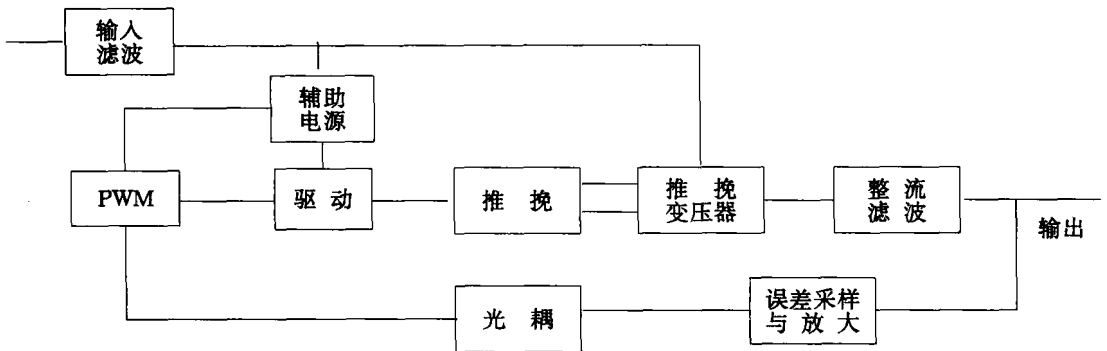 输入
滤波
辅助
电源
PWM
驱动
推挽
推挽
变压器
整流
滤波
输出
光耦
误差采样
与放大